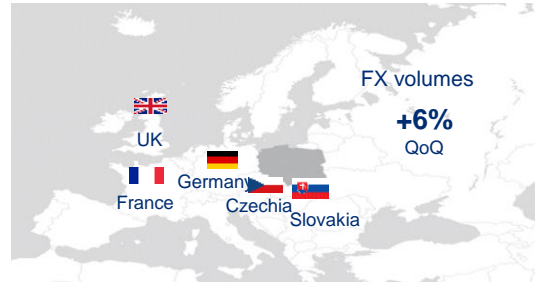 FX volumes
+6%
QoQ
UK
Germany
France
Czechia
Slovakia